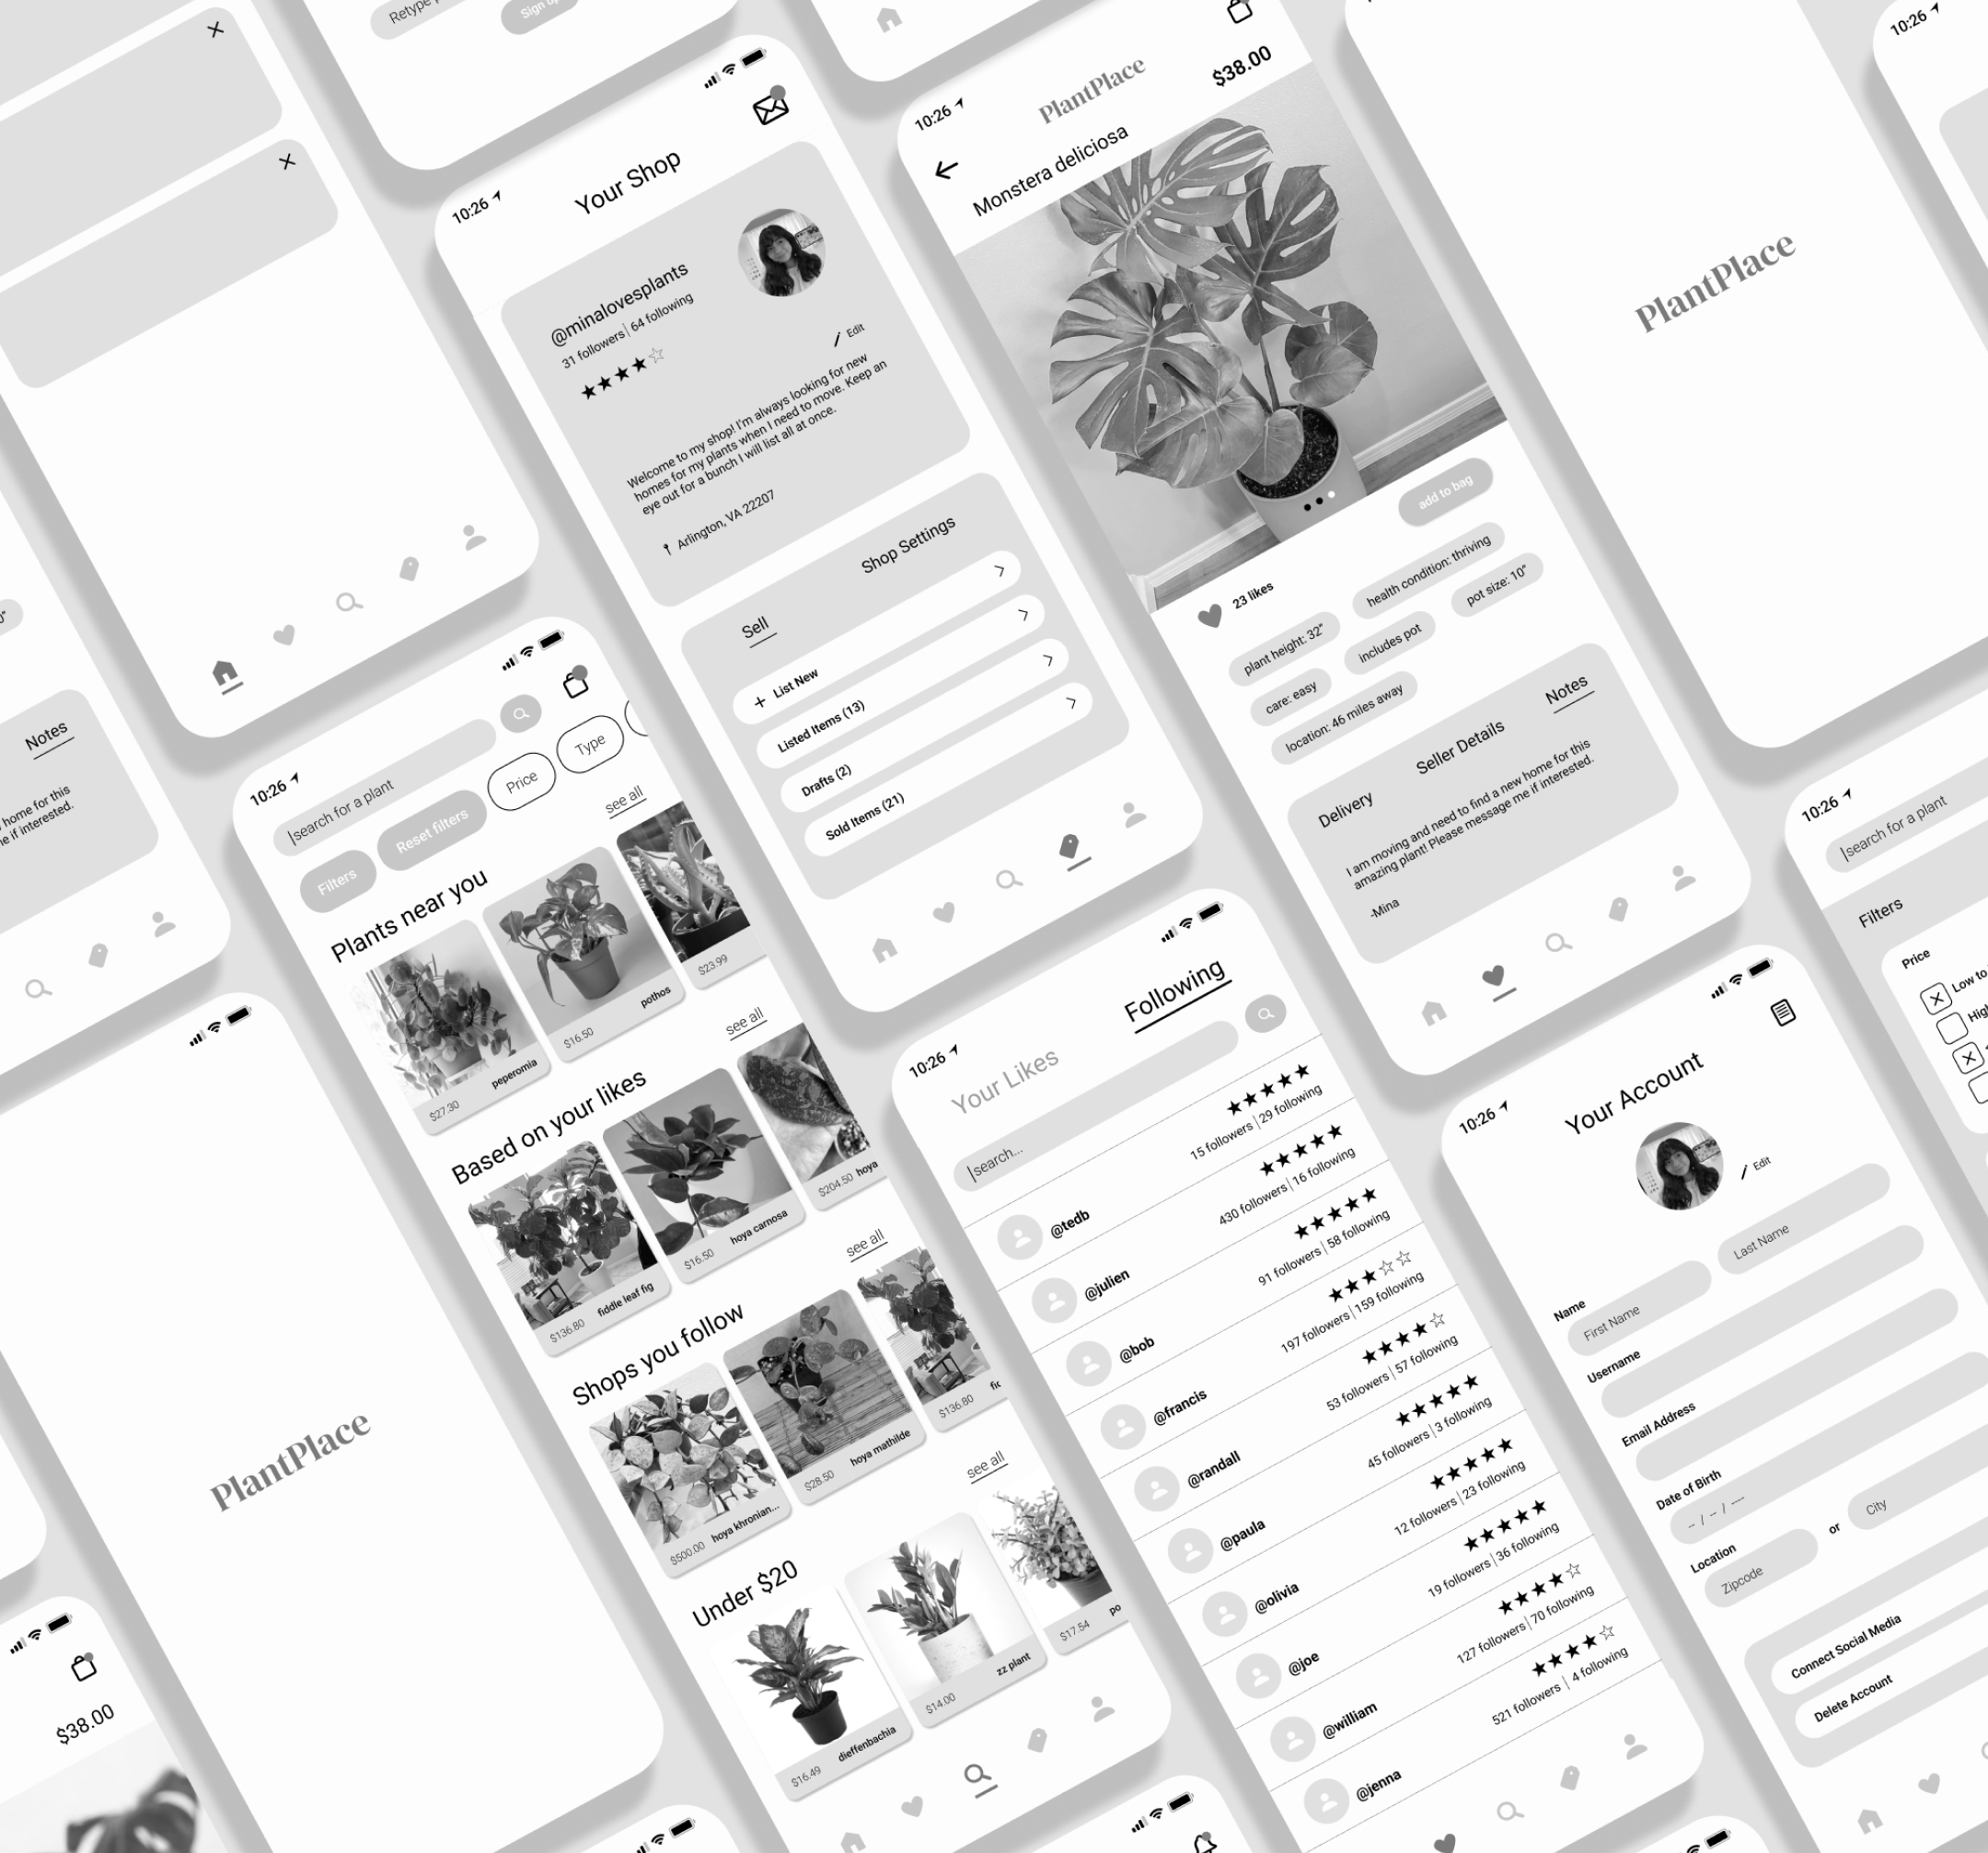 Retype
Sign up
10:26
Your Shop
@minalovesplants
31 followers | 64 following
Edit
Welcome to my shop! I'm always looking for new
homes for my plants when I need to move. Keep an
eye out for a bunch I will list all at once.
Arlington, VA 22207
Sell
Shop Settings
+ List New
Listed Items (13)
Drafts (2)
Sold Items (21)
10:26
PlantPlace
$38.00
Monstera deliciosa
add to bag
23 likes
plant height: 32"
health condition: thriving
care: easy
includes pot
pot size: 10"
location: 46 miles away
Delivery
Seller Details
Notes
I am moving and need to find a new home for this
amazing plant! Please message me if interested.
-Mina
PlantPlace
10:26
Notes
home for this
me if interested.
10:26
search for a plant
Filters
Reset filters
Price
Type
Plants near you
see all
$27.30
peperomia
$16.50
pothos
$23.99
Based on your likes
see all
$136.80
fiddle leaf fig
$16.50
hoya carnosa
$204.50
hoya
Shops you follow
see all
$500.00
hoya khronian...
$28.50
hoya mathilde
$136.80
fic
Under $20
see all
$16.49
dieffenbachia
$14.00
zz plant
$17.54
po
10:26
Your Likes
Following
search...
@tedb
15 followers | 29 following
@julien
430 followers | 16 following
@bob
91 followers | 58 following
@francis
197 followers | 159 following
@randall
53 followers | 57 following
@paula
45 followers | 3 following
@olivia
12 followers | 23 following
@joe
19 followers | 36 following
@william
127 followers | 70 following
@jenna
521 followers | 4 following
10:26
Your Account
Edit
Name
First Name
Last Name
Username
Email Address
Date of Birth
-- / -- / ----
Location
Zipcode
or
City
Connect Social Media
Delete Account
10:26
search for a plant
Filters
Price
Low to
Hig
PlantPlace
$38.00